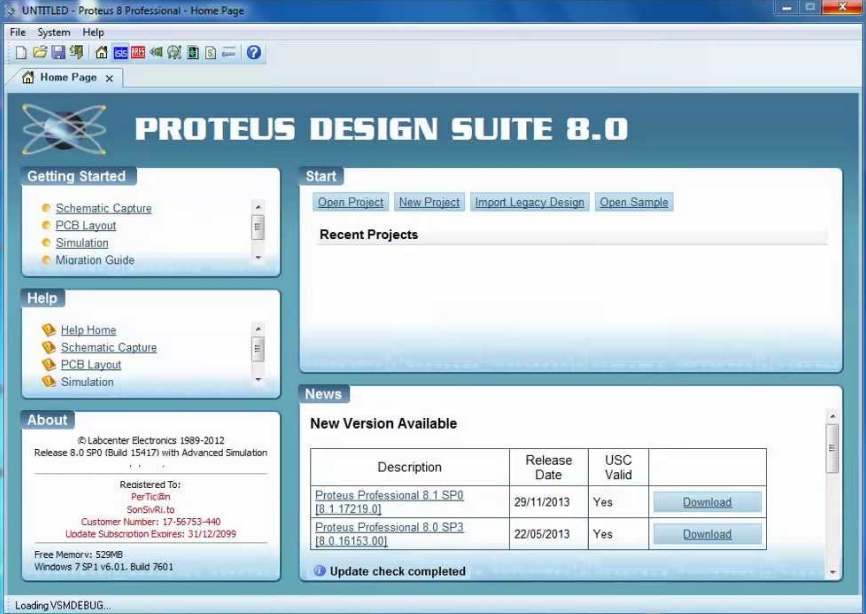 UNTITLED - Proteus 8 Professional - Home Page
File System Help
Home Page x
PROTEUS DESIGN SUITE 8.0
Getting Started
Schematic Capture
PCB Layout
Simulation
Migration Guide
Help
Help Home
Schematic Capture
PCB Layout
Simulation
About
© Labcenter Electronics 1989-2012
Release 8.0 SP0 (Build 15417) with Advanced Simulation
Registered To:
PerTic@n
SonSivRi.to
Customer Number: 17-56753-440
Update Subscription Expires: 31/12/2099
Free Memory: 529MB
Windows 7 SP1 v6.01, Build 7601
Start
Open Project New Project Import Legacy Design Open Sample
Recent Projects
News
New Version Available
Description Release Date USC Valid
Proteus Professional 8.1 SP0 [8.1.17219.0] 29/11/2013 Yes Download
Proteus Professional 8.0 SP3 [8.0.16153.00] 22/05/2013 Yes Download
Update check completed
Loading VSMDEBUG...